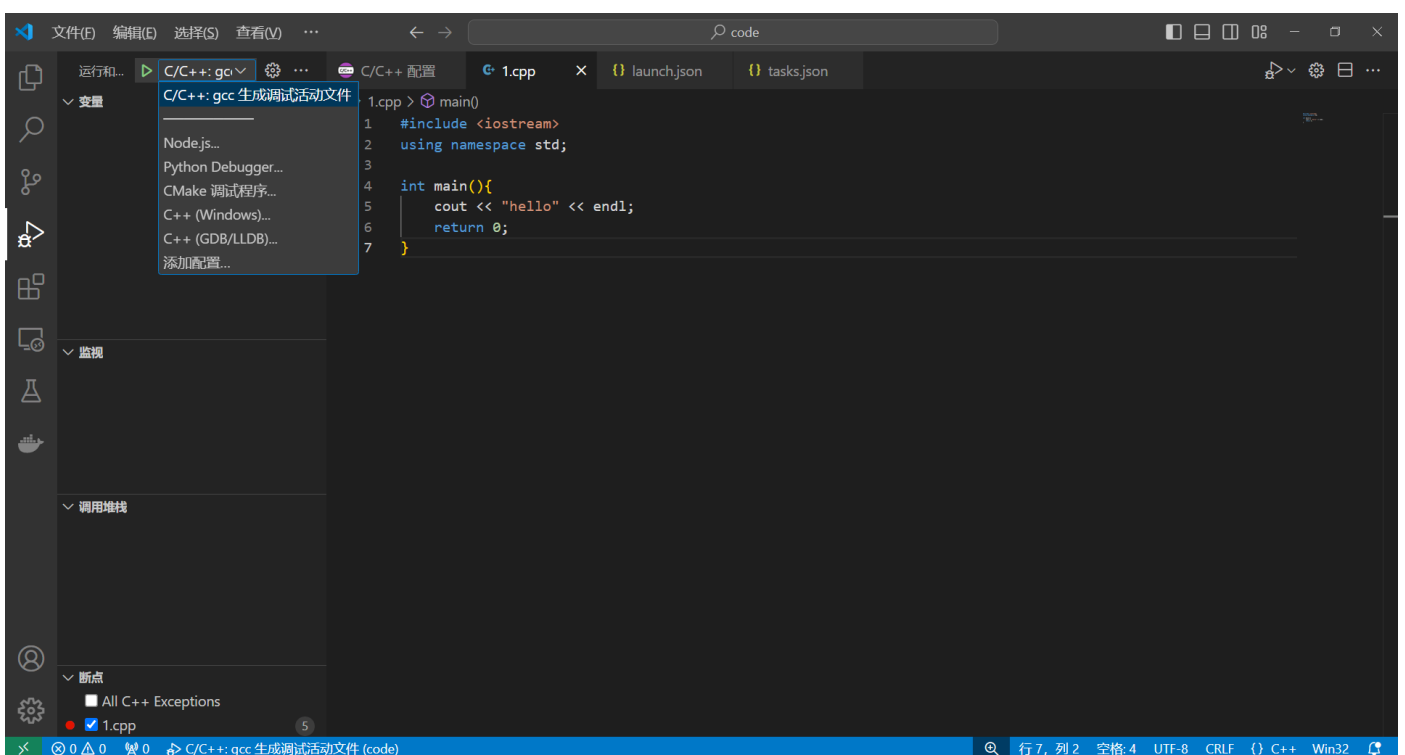 文件(F) 编辑(E) 选择(S) 查看(V) ··· code
运行和... C/C++: gc ···
C/C++ 配置 1.cpp launch.json tasks.json
C/C++: gcc 生成调试活动文件
Node.js...
Python Debugger...
CMake 调试程序...
C++ (Windows)...
C++ (GDB/LLDB)...
添加配置...
变量
监视
调用堆栈
断点
All C++ Exceptions
1.cpp 5
1.cpp > main()
1 #include <iostream>
2 using namespace std;
3
4 int main(){
5 cout << "hello" << endl;
6 return 0;
7 }
0 0 0 C/C++: gcc 生成调试活动文件 (code) 行 7, 列 2 空格: 4 UTF-8 CRLF {} C++ Win32